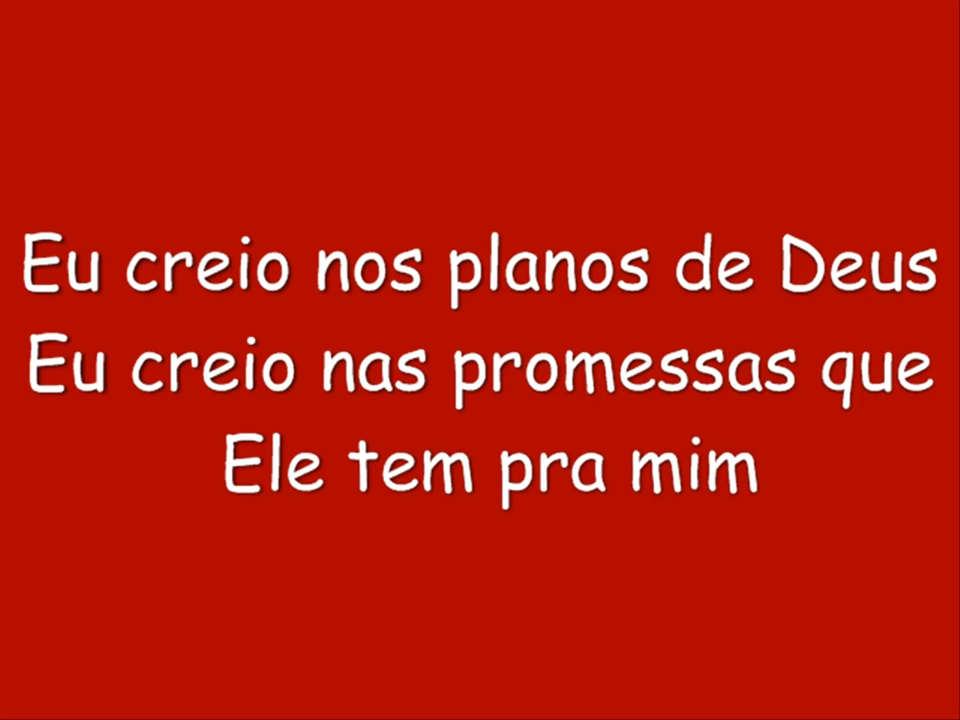 Eu creio nos planos de Deus
Eu creio nas promessas que
Ele tem pra mim